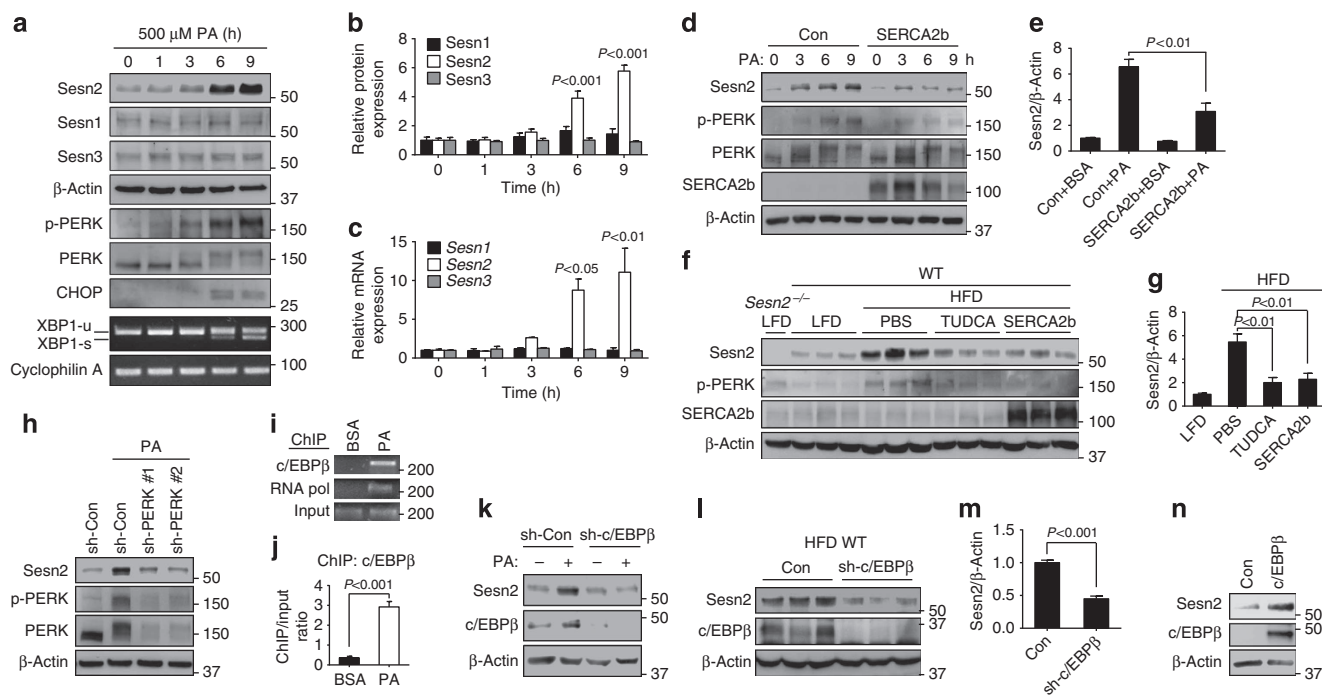 a
500 μM PA (h)
0 1 3 6 9
Sesn2
50
Sesn1
50
Sesn3
50
β-Actin
37
p-PERK
150
PERK
150
CHOP
25
XBP1-u
300
XBP1-s
Cyclophilin A
100
b
Sesn1
Sesn2
Sesn3
P<0.001
P<0.001
Relative protein
expression
8
6
4
2
0
0 1 3 6 9
Time (h)
c
Sesn1
Sesn2
Sesn3
P<0.05
P<0.01
Relative mRNA
expression
15
10
5
0
0 1 3 6 9
Time (h)
d
Con SERCA2b
PA: 0 3 6 9 0 3 6 9 h
Sesn2
50
p-PERK
150
PERK
150
SERCA2b
100
β-Actin
37
e
P<0.01
Sesn2/β-Actin
8
6
4
2
0
Con+BSA
Con+PA
SERCA2b+BSA
SERCA2b+PA
f
WT
Sesn2–/–
HFD
LFD LFD PBS TUDCA SERCA2b
Sesn2
50
p-PERK
150
SERCA2b
100
β-Actin
37
g
HFD
P<0.01
P<0.01
Sesn2/β-Actin
8
6
4
2
0
LFD
PBS
TUDCA
SERCA2b
h
PA
sh-Con
sh-Con
sh-PERK #1
sh-PERK #2
Sesn2
50
p-PERK
150
PERK
150
β-Actin
37
i
ChIP
BSA
PA
c/EBPβ
200
RNA pol
200
Input
200
j
ChIP: c/EBPβ
P<0.001
ChIP/input
ratio
4
3
2
1
0
BSA PA
k
sh-Con sh-c/EBPβ
PA: – + – +
Sesn2
50
c/EBPβ
50
β-Actin
37
l
HFD WT
Con sh-c/EBPβ
Sesn2
50
c/EBPβ
37
β-Actin
37
m
P<0.001
Sesn2/β-Actin
1.5
1.0
0.5
0.0
Con
sh-c/EBPβ
n
Con
c/EBPβ
Sesn2
50
c/EBPβ
50
β-Actin
37